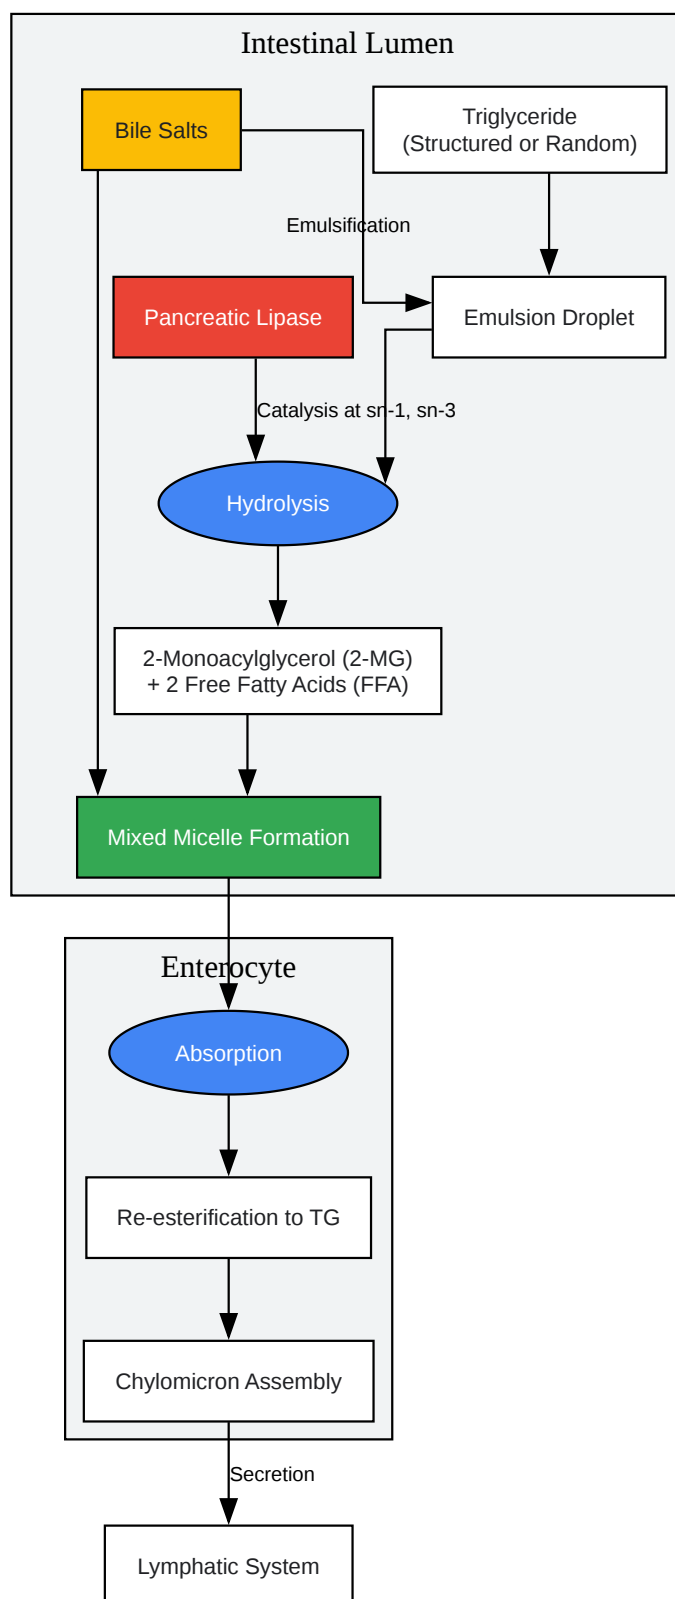 Intestinal Lumen
Bile Salts
Triglyceride
(Structured or Random)
Emulsification
Pancreatic Lipase
Emulsion Droplet
Catalysis at sn-1, sn-3
Hydrolysis
2-Monoacylglycerol (2-MG)
+ 2 Free Fatty Acids (FFA)
Mixed Micelle Formation
Enterocyte
Absorption
Re-esterification to TG
Chylomicron Assembly
Secretion
Lymphatic System